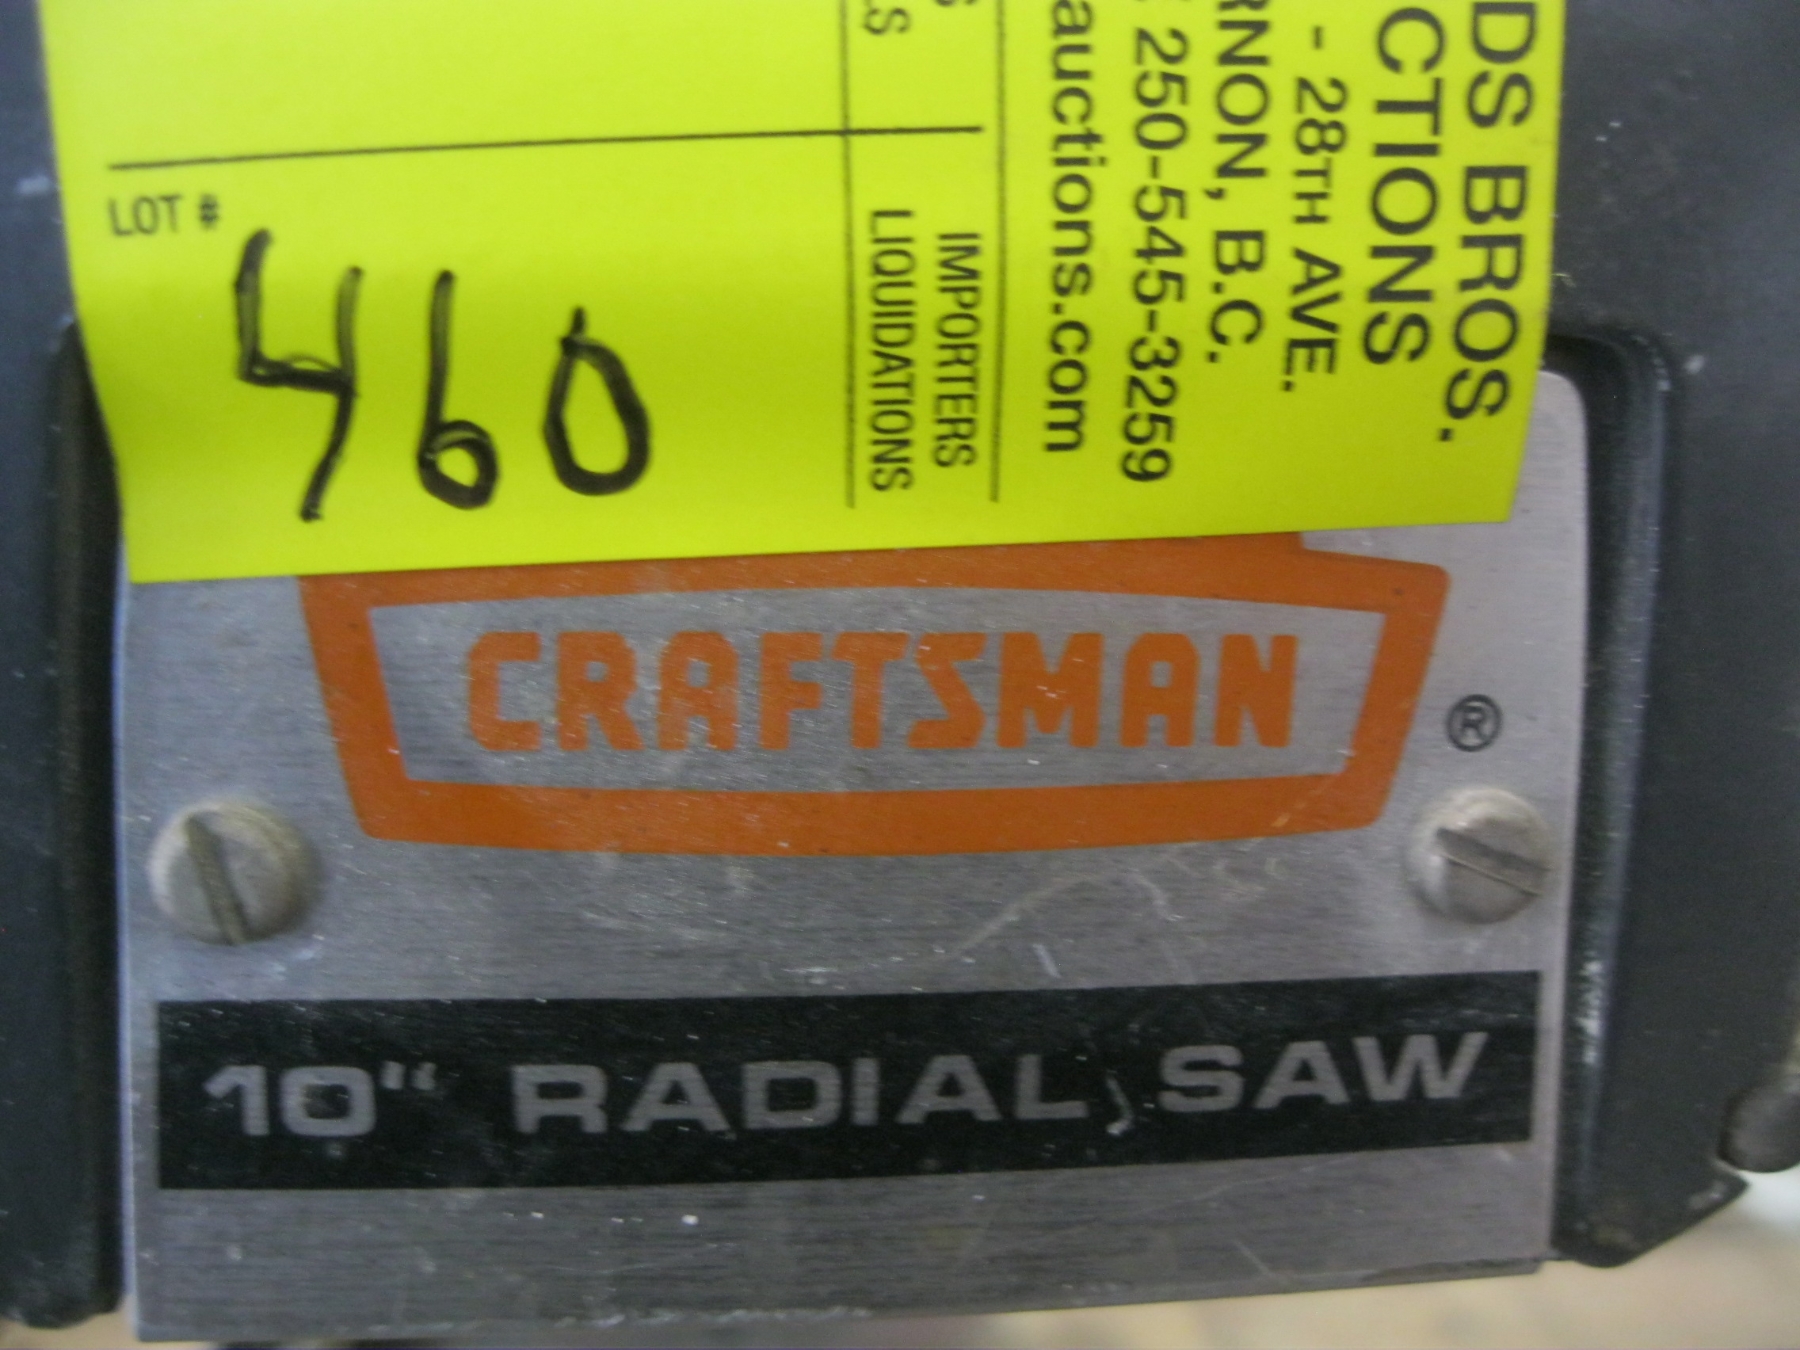 DS BROS.
CTIONS
- 28TH AVE.
RNON, B.C.
250-545-3259
auctions.com
IMPORTERS
LIQUIDATIONS
LOT #
460
CRAFTSMAN
®
10" RADIAL SAW